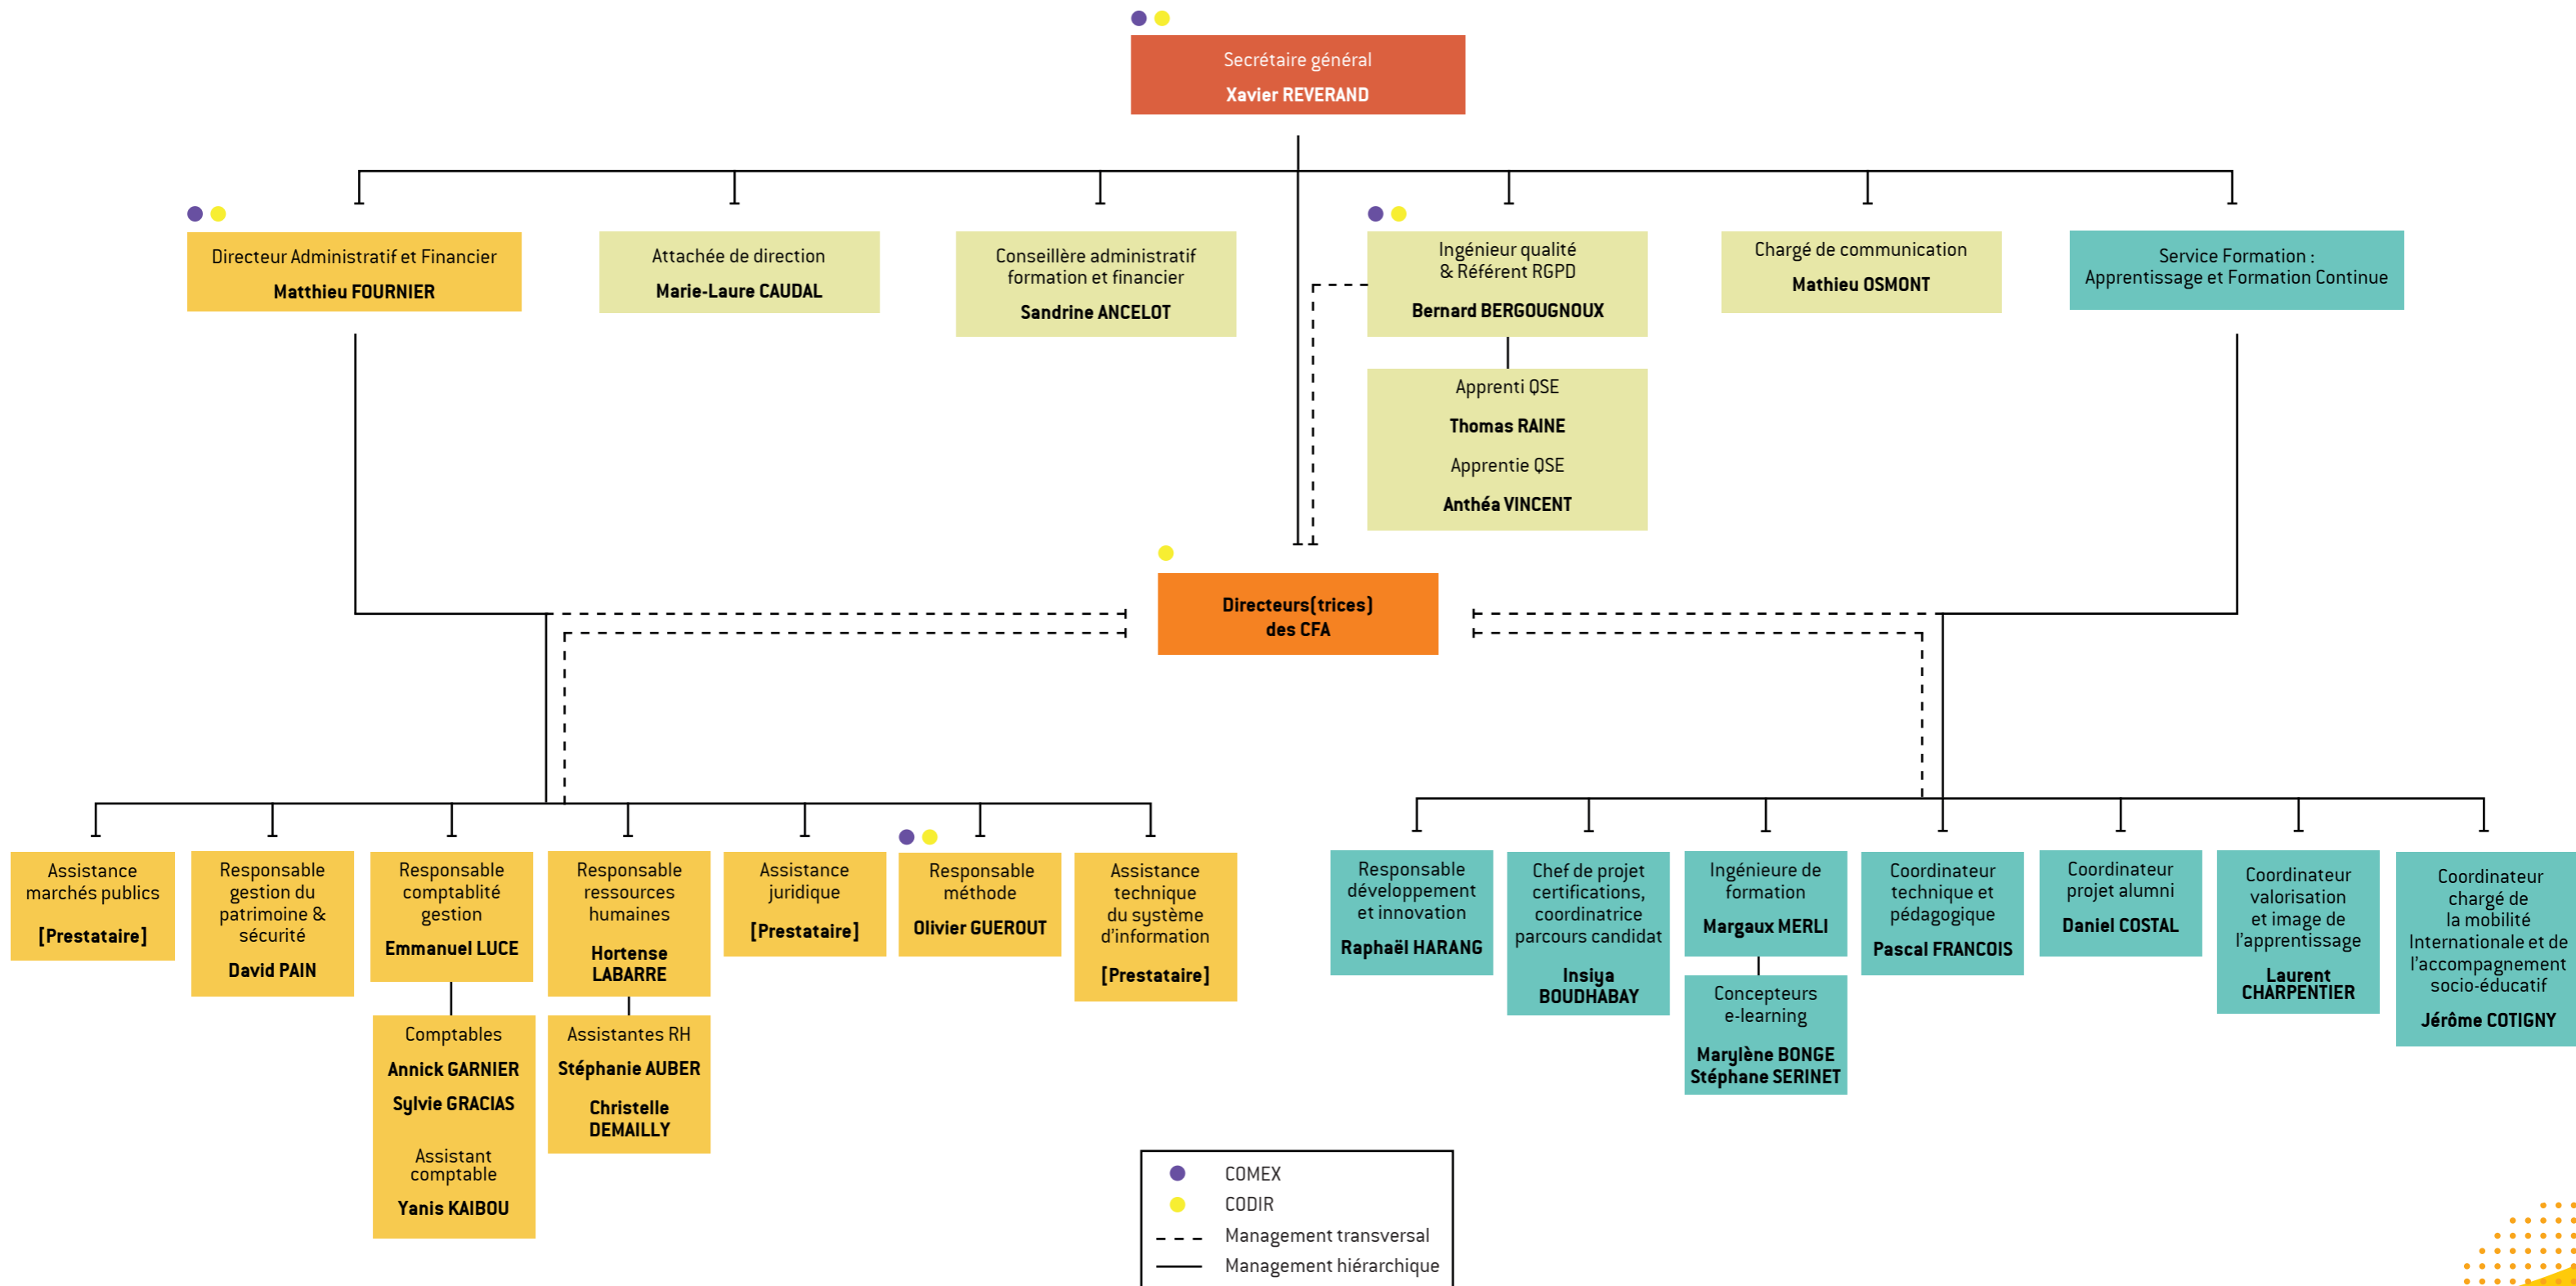 Secrétaire général
Xavier REVERAND
Directeur Administratif et Financier
Matthieu FOURNIER
Attachée de direction
Marie-Laure CAUDAL
Conseillère administratif
formation et financier
Sandrine ANCELOT
Ingénieur qualité
& Référent RGPD
Bernard BERGOUGNOUX
Chargé de communication
Mathieu OSMONT
Service Formation :
Apprentissage et Formation Continue
Apprenti QSE
Thomas RAINE
Apprentie QSE
Anthéa VINCENT
Directeurs(trices)
des CFA
Assistance
marchés publics
[Prestataire]
Responsable
gestion du
patrimoine &
sécurité
David PAIN
Responsable
comptablité
gestion
Emmanuel LUCE
Comptables
Annick GARNIER
Sylvie GRACIAS
Assistant
comptable
Yanis KAIBOU
Responsable
ressources
humaines
Hortense
LABARRE
Assistantes RH
Stéphanie AUBER
Christelle
DEMAILLY
Assistance
juridique
[Prestataire]
Responsable
méthode
Olivier GUEROUT
Assistance
technique
du système
d'information
[Prestataire]
Responsable
développement
et innovation
Raphaël HARANG
Chef de projet
certifications,
coordinatrice
parcours candidat
Insiya
BOUDHABAY
Ingénieure de
formation
Margaux MERLI
Concepteurs
e-learning
Marylène BONGE
Stéphane SERINET
Coordinateur
technique et
pédagogique
Pascal FRANCOIS
Coordinateur
projet alumni
Daniel COSTAL
Coordinateur
valorisation
et image de
l'apprentissage
Laurent
CHARPENTIER
Coordinateur
chargé de
la mobilité
Internationale et de
l'accompagnement
socio-éducatif
Jérôme COTIGNY
COMEX
CODIR
Management transversal
Management hiérarchique